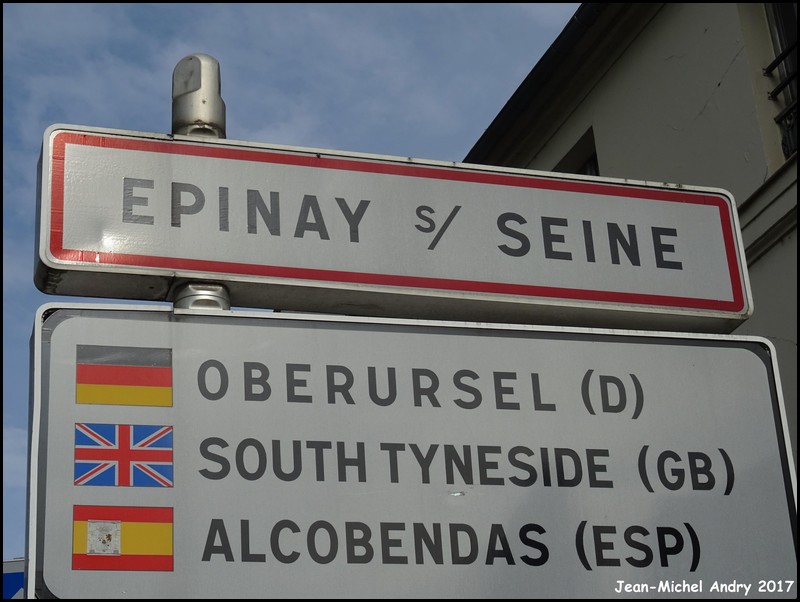 EPINAY s/ SEINE
OBERURSEL (D)
SOUTH TYNESIDE (GB)
ALCOBENDAS (ESP)
Jean-Michel Andry 2017